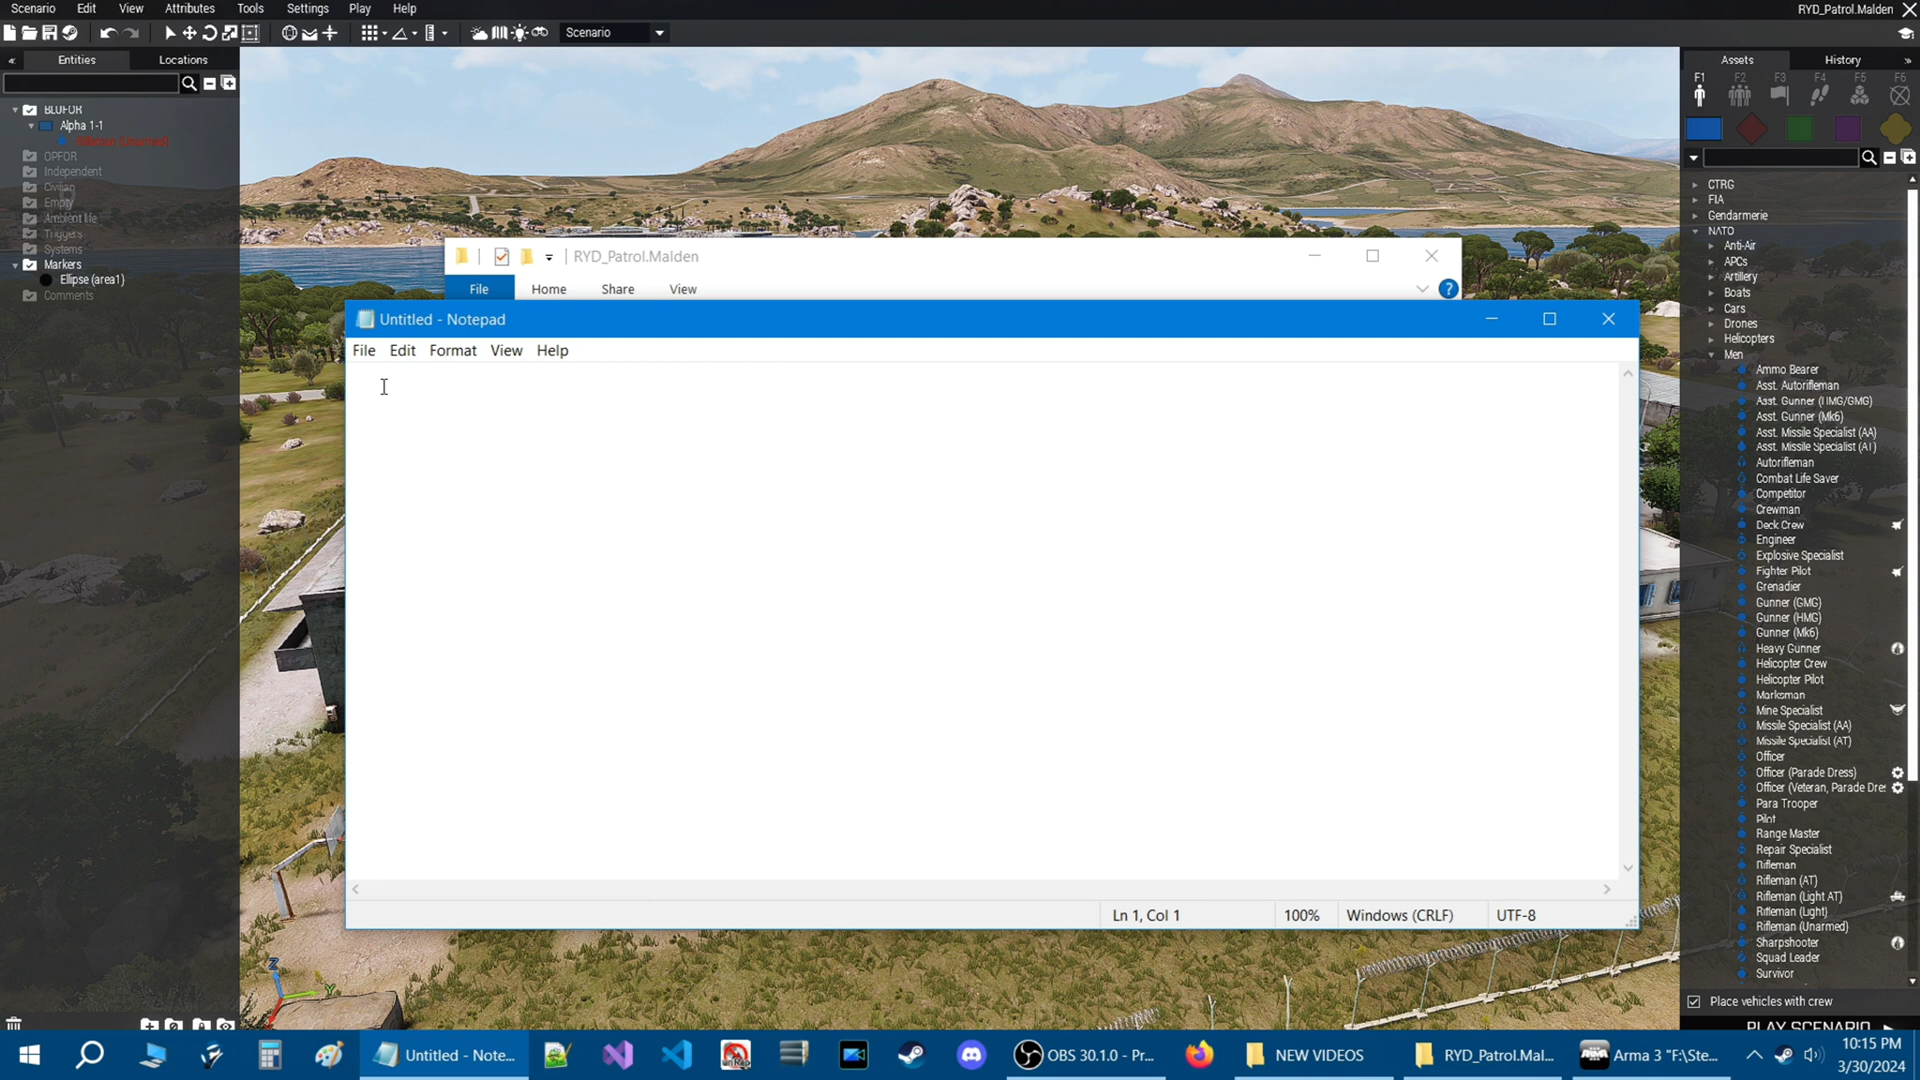 Scenario Edit View Attributes Tools Settings Play Help
RYD_Patrol.Malden
Scenario
Entities Locations
BLUFOR
Alpha 1-1
Rifleman (Unarmed)
OPFOR
Independent
Civilian
Empty
Ambient life
Triggers
Systems
Markers
Ellipse (area1)
Comments
RYD_Patrol.Malden
File Home Share View
Untitled - Notepad
File Edit Format View Help
Ln 1, Col 1 100% Windows (CRLF) UTF-8
Assets History
F1 F2 F3 F4 F5 F6
CTRG
FIA
Gendarmerie
NATO
Anti-Air
APCs
Artillery
Boats
Cars
Drones
Helicopters
Men
Ammo Bearer
Asst. Autorifleman
Asst. Gunner (HMG/GMG)
Asst. Gunner (Mk6)
Asst. Missile Specialist (AA)
Asst. Missile Specialist (AT)
Autorifleman
Combat Life Saver
Competitor
Crewman
Deck Crew
Engineer
Explosive Specialist
Fighter Pilot
Grenadier
Gunner (GMG)
Gunner (HMG)
Gunner (Mk6)
Heavy Gunner
Helicopter Crew
Helicopter Pilot
Marksman
Mine Specialist
Missile Specialist (AA)
Missile Specialist (AT)
Officer
Officer (Parade Dress)
Officer (Veteran, Parade Dre
Para Trooper
Pilot
Range Master
Repair Specialist
Rifleman
Rifleman (AT)
Rifleman (Light AT)
Rifleman (Light)
Rifleman (Unarmed)
Sharpshooter
Squad Leader
Survivor
Place vehicles with crew
PLAY SCENARIO
Untitled - Note...
OBS 30.1.0 - Pr...
NEW VIDEOS
RYD_Patrol.Mal...
Arma 3 "F:\Ste...
10:15 PM
3/30/2024